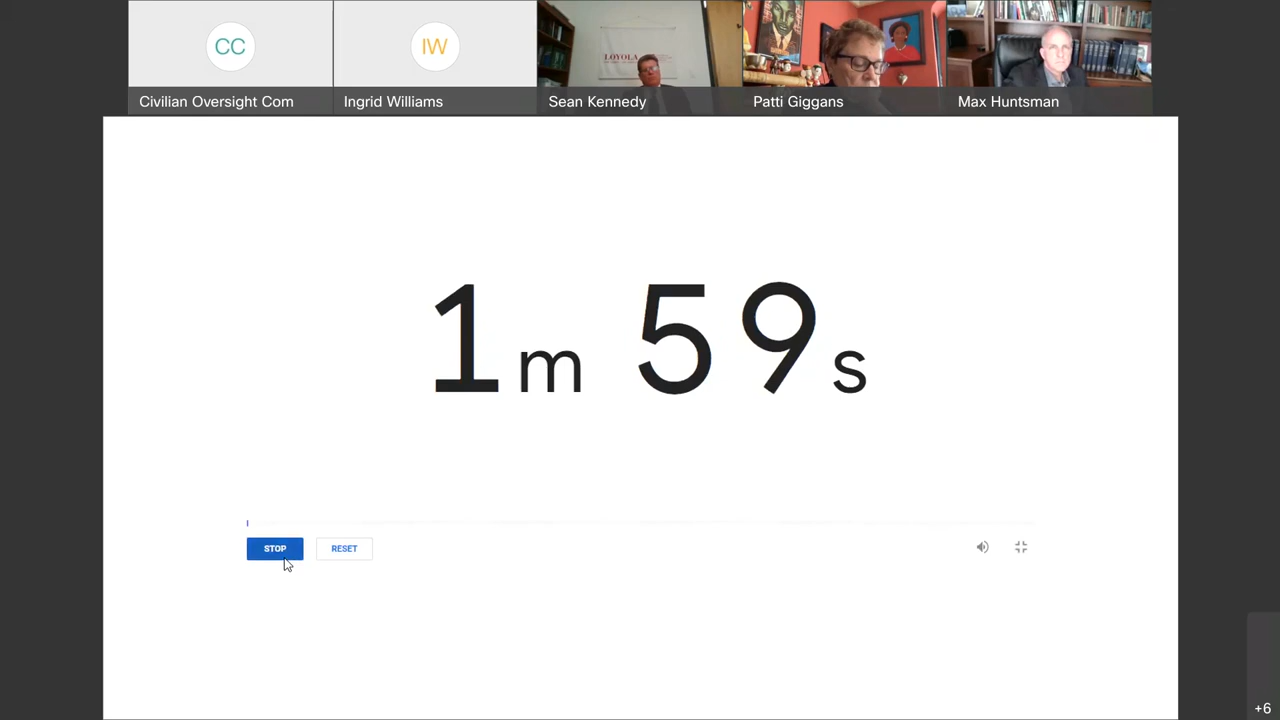 CC
IW
LOYOLA
Civilian Oversight Com
Ingrid Williams
Sean Kennedy
Patti Giggans
Max Huntsman
1m 59s
STOP
RESET
+6